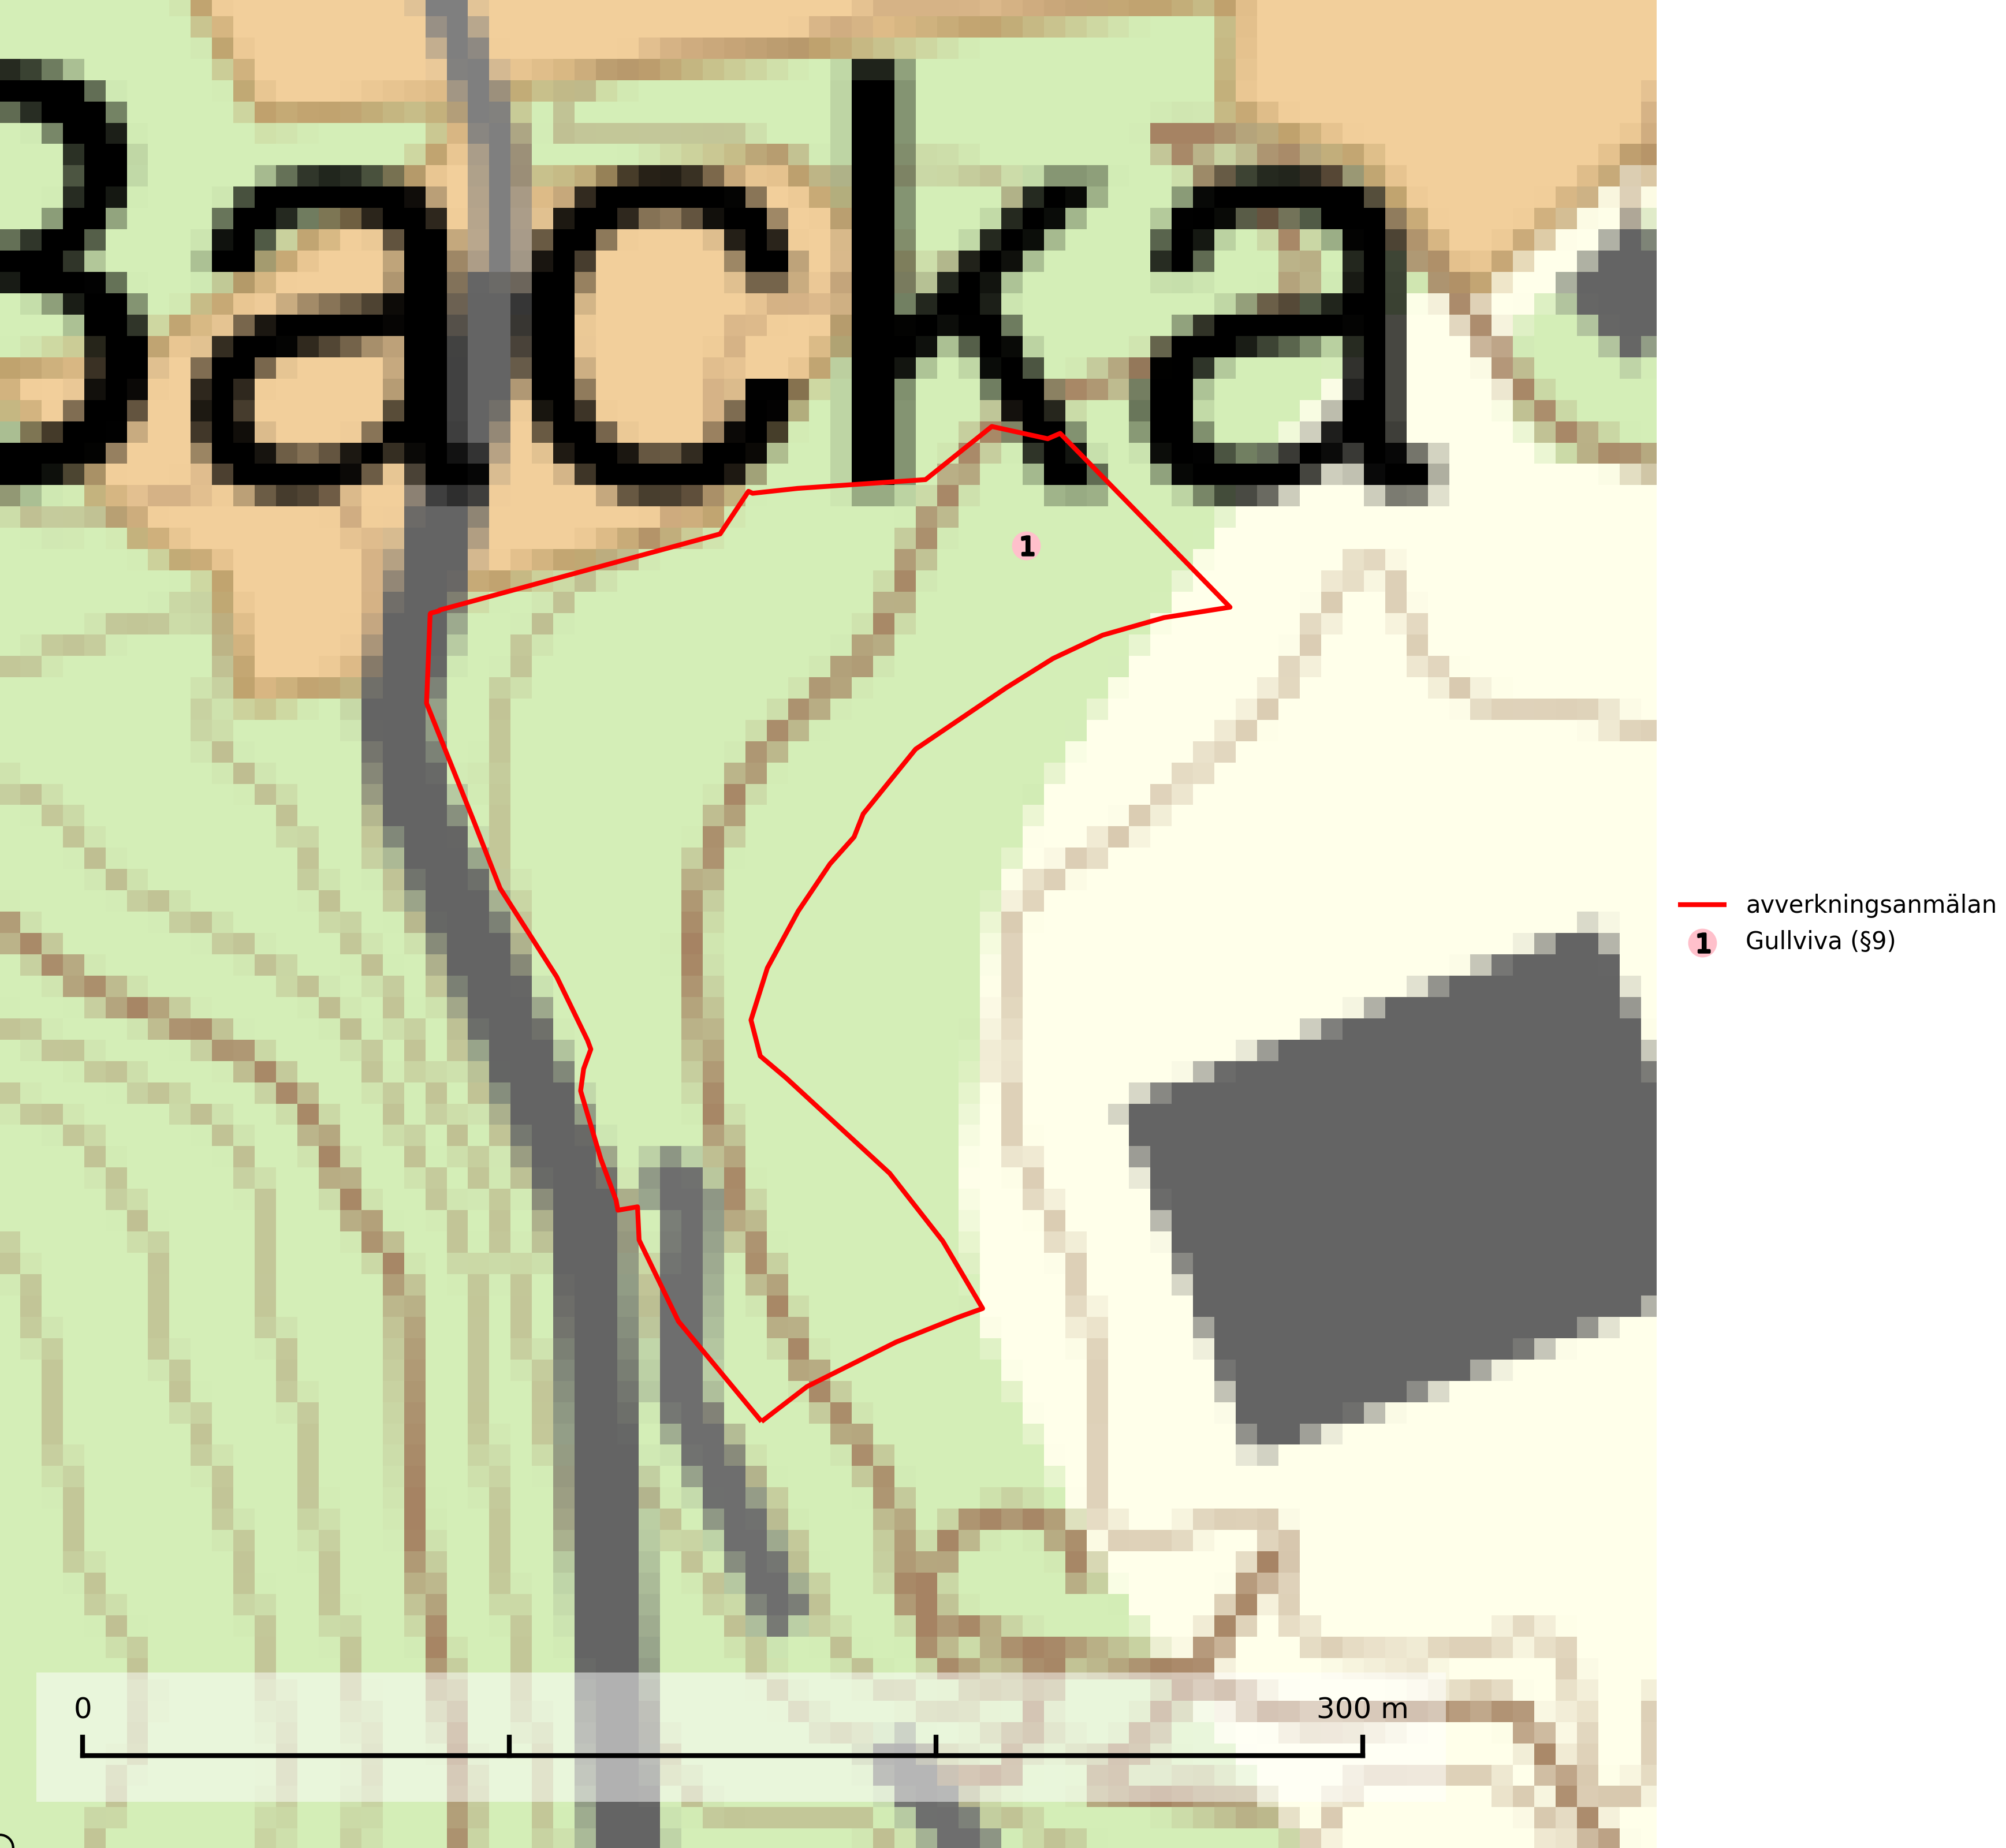 Backa
1
avverkningsanmälan
1 Gullviva (§9)
0 300 m